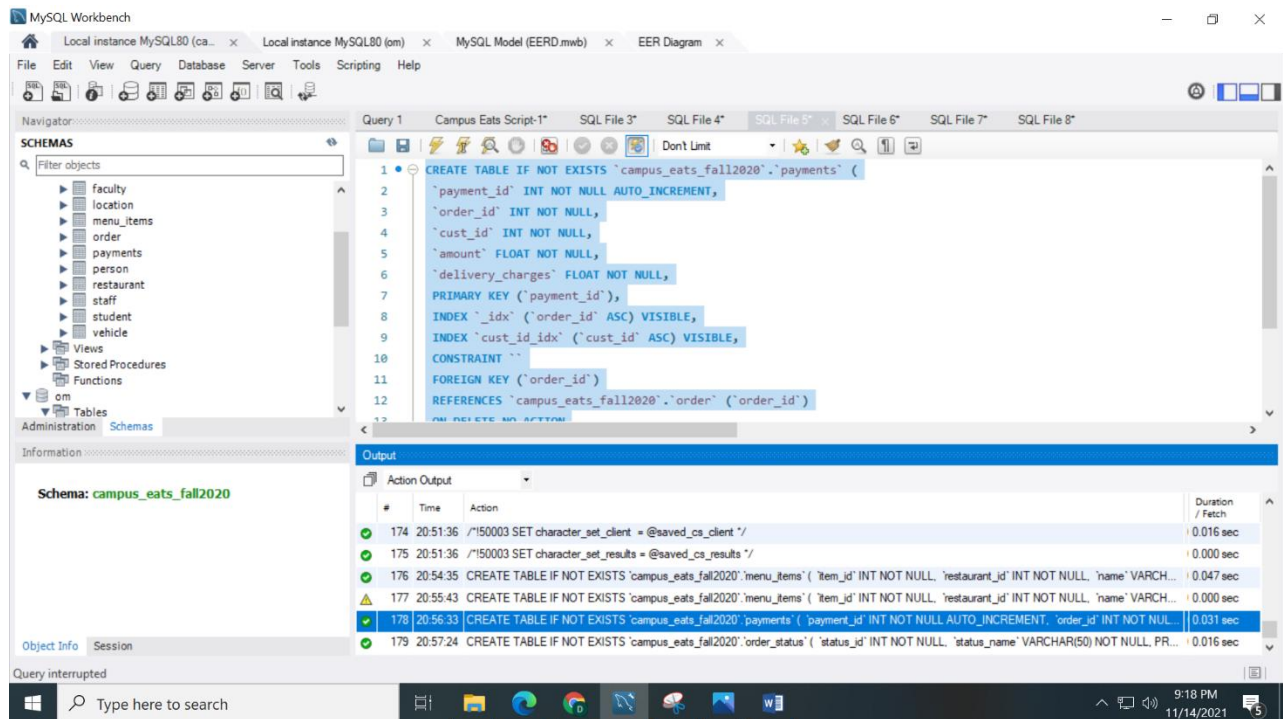 MySQL Workbench
Local instance MySQL80 (ca... × Local instance MySQL80 (om) × MySQL Model (EERD.mwb) × EER Diagram ×
File Edit View Query Database Server Tools Scripting Help
Navigator
SCHEMAS
Filter objects
faculty
location
menu_items
order
payments
person
restaurant
staff
student
vehicle
Views
Stored Procedures
Functions
om
Tables
Administration Schemas
Information
Schema: campus_eats_fall2020
Object Info Session
Query interrupted
Query 1 Campus Eats Script-1* SQL File 3* SQL File 4* SQL File 5* × SQL File 6* SQL File 7* SQL File 8*
Don't Limit
1 CREATE TABLE IF NOT EXISTS `campus_eats_fall2020`.`payments` (
2 `payment_id` INT NOT NULL AUTO_INCREMENT,
3 `order_id` INT NOT NULL,
4 `cust_id` INT NOT NULL,
5 `amount` FLOAT NOT NULL,
6 `delivery_charges` FLOAT NOT NULL,
7 PRIMARY KEY (`payment_id`),
8 INDEX `_idx` (`order_id` ASC) VISIBLE,
9 INDEX `cust_id_idx` (`cust_id` ASC) VISIBLE,
10 CONSTRAINT ``
11 FOREIGN KEY (`order_id`)
12 REFERENCES `campus_eats_fall2020`.`order` (`order_id`)
13 ON DELETE NO ACTION
Output
Action Output
# Time Action Duration / Fetch
174 20:51:36 /*!50003 SET character_set_client = @saved_cs_client */ 0.016 sec
175 20:51:36 /*!50003 SET character_set_results = @saved_cs_results */ 0.000 sec
176 20:54:35 CREATE TABLE IF NOT EXISTS `campus_eats_fall2020`.`menu_items` ( `item_id` INT NOT NULL, `restaurant_id` INT NOT NULL, `name` VARCH... 0.047 sec
177 20:55:43 CREATE TABLE IF NOT EXISTS `campus_eats_fall2020`.`menu_items` ( `item_id` INT NOT NULL, `restaurant_id` INT NOT NULL, `name` VARCH... 0.000 sec
178 20:56:33 CREATE TABLE IF NOT EXISTS `campus_eats_fall2020`.`payments` ( `payment_id` INT NOT NULL AUTO_INCREMENT, `order_id` INT NOT NUL... 0.031 sec
179 20:57:24 CREATE TABLE IF NOT EXISTS `campus_eats_fall2020`.`order_status` ( `status_id` INT NOT NULL, `status_name` VARCHAR(50) NOT NULL, PR... 0.016 sec
Type here to search
9:18 PM
11/14/2021
5